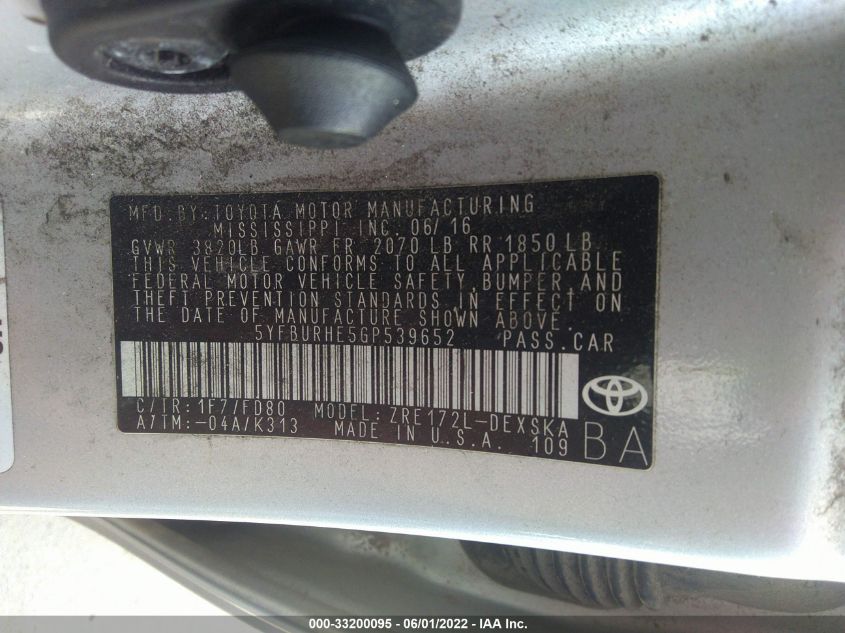 MFD. BY: TOYOTA MOTOR MANUFACTURING
MISSISSIPPI INC. 06/16
GVWR 3820LB GAWR FR 2070 LB RR 1850 LB
THIS VEHICLE CONFORMS TO ALL APPLICABLE
FEDERAL MOTOR VEHICLE SAFETY, BUMPER, AND
THEFT PREVENTION STANDARDS IN EFFECT ON
THE DATE OF MANUFACTURE SHOWN ABOVE.
5YFBURHE5GP539652 PASS.CAR
C/TR: 1F7/FD80 MODEL: ZRE172L-DEXSKA
A/TM: -04A/K313 MADE IN U.S.A. 109
BA
000-33200095 - 06/01/2022 - IAA Inc.